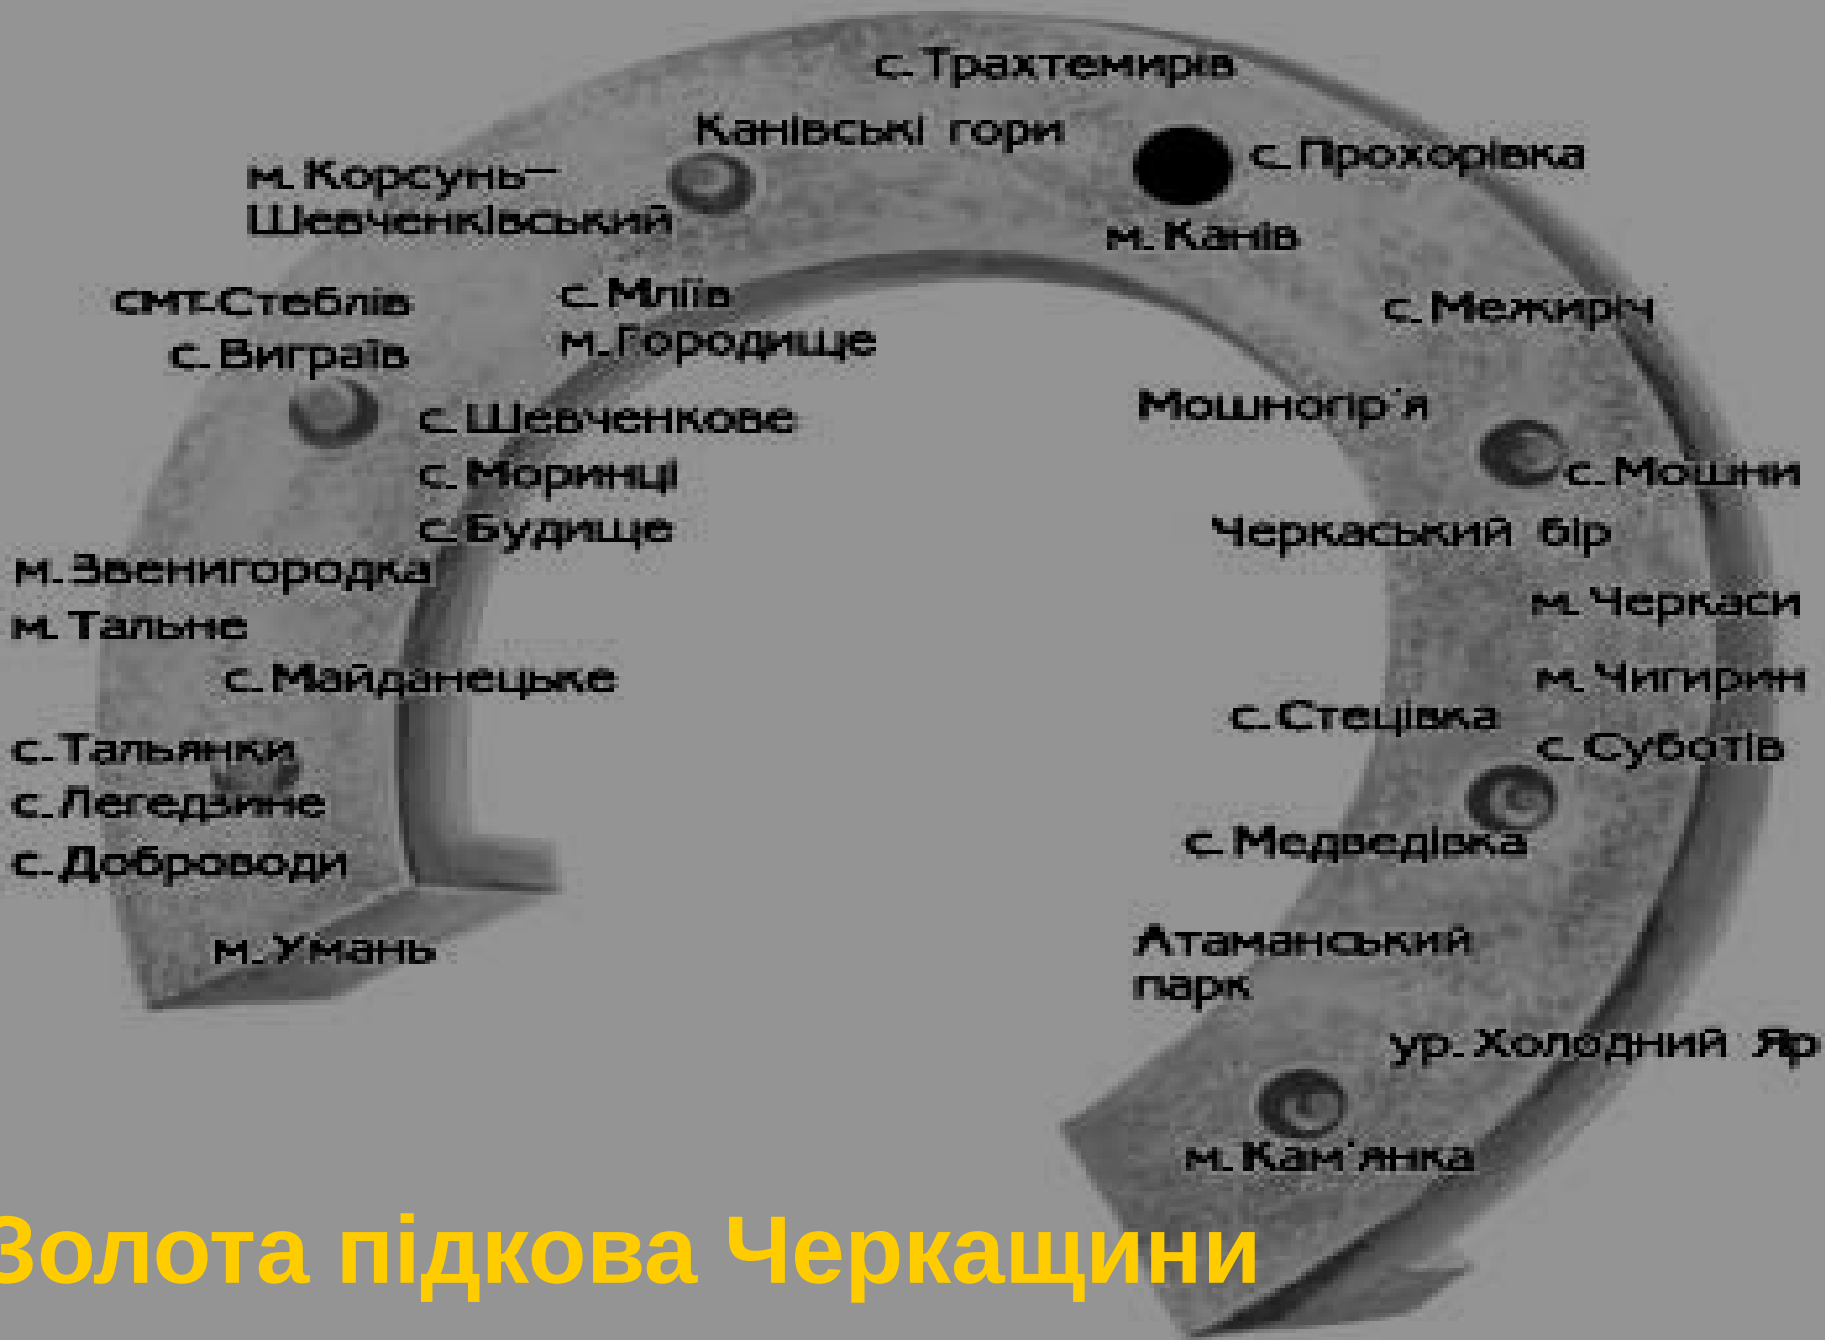 с. Трахтемирів
Канівські гори
с. Прохорівка
м. Корсунь–
Шевченківський
м. Канів
смт.Стеблів
с. Мліїв
с. Межиріч
с. Виграїв
м. Городище
Мошногір'я
с. Шевченкове
с. Моринці
с. Мошни
с. Будище
Черкаський бір
м. Звенигородка
м. Черкаси
м. Тальне
с. Майданецьке
м. Чигирин
с. Стецівка
с. Тальянки
с. Суботів
с. Легедзине
с. Медведівка
с. Доброводи
м. Умань
Атаманський
парк
ур. Холодний Яр
м. Кам'янка
Золота підкова Черкащини